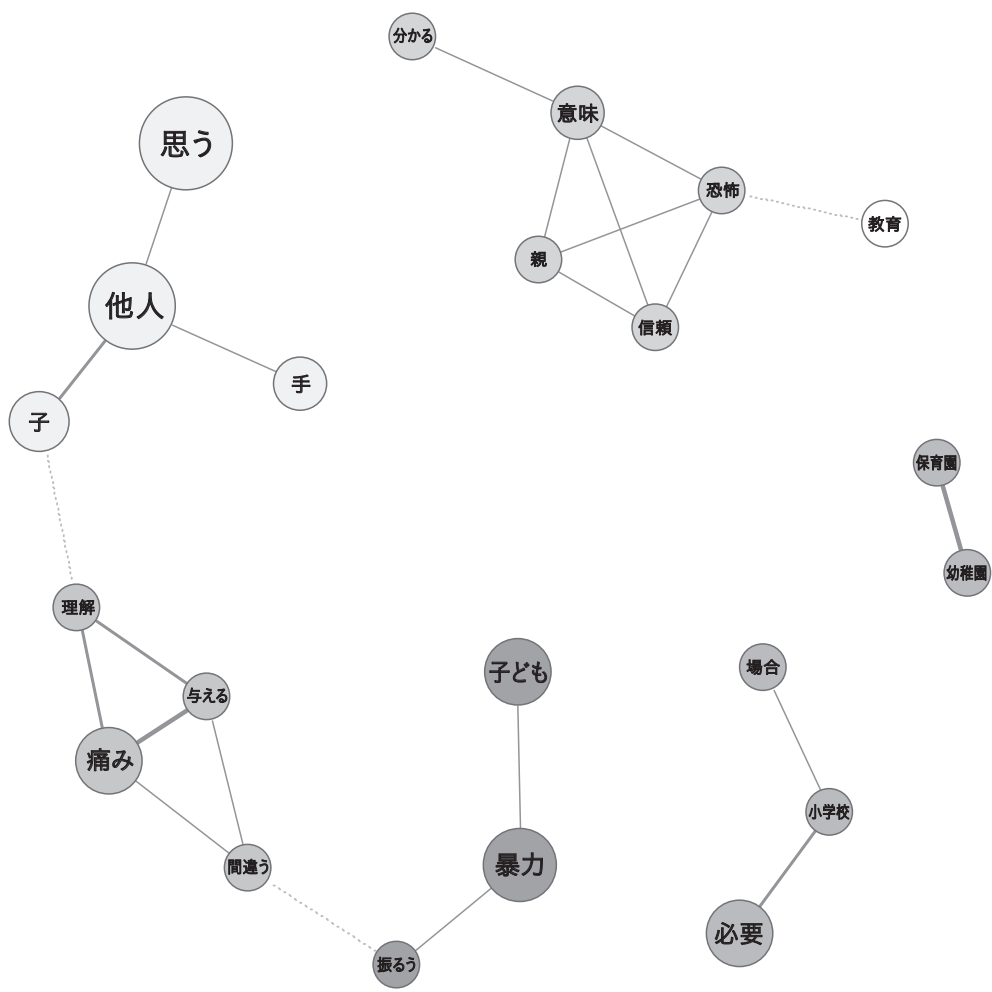 分かる
意味
思う
恐怖
教育
親
他人
信頼
手
子
保育園
幼稚園
理解
場合
子ども
与える
痛み
小学校
間違う
暴力
必要
振るう